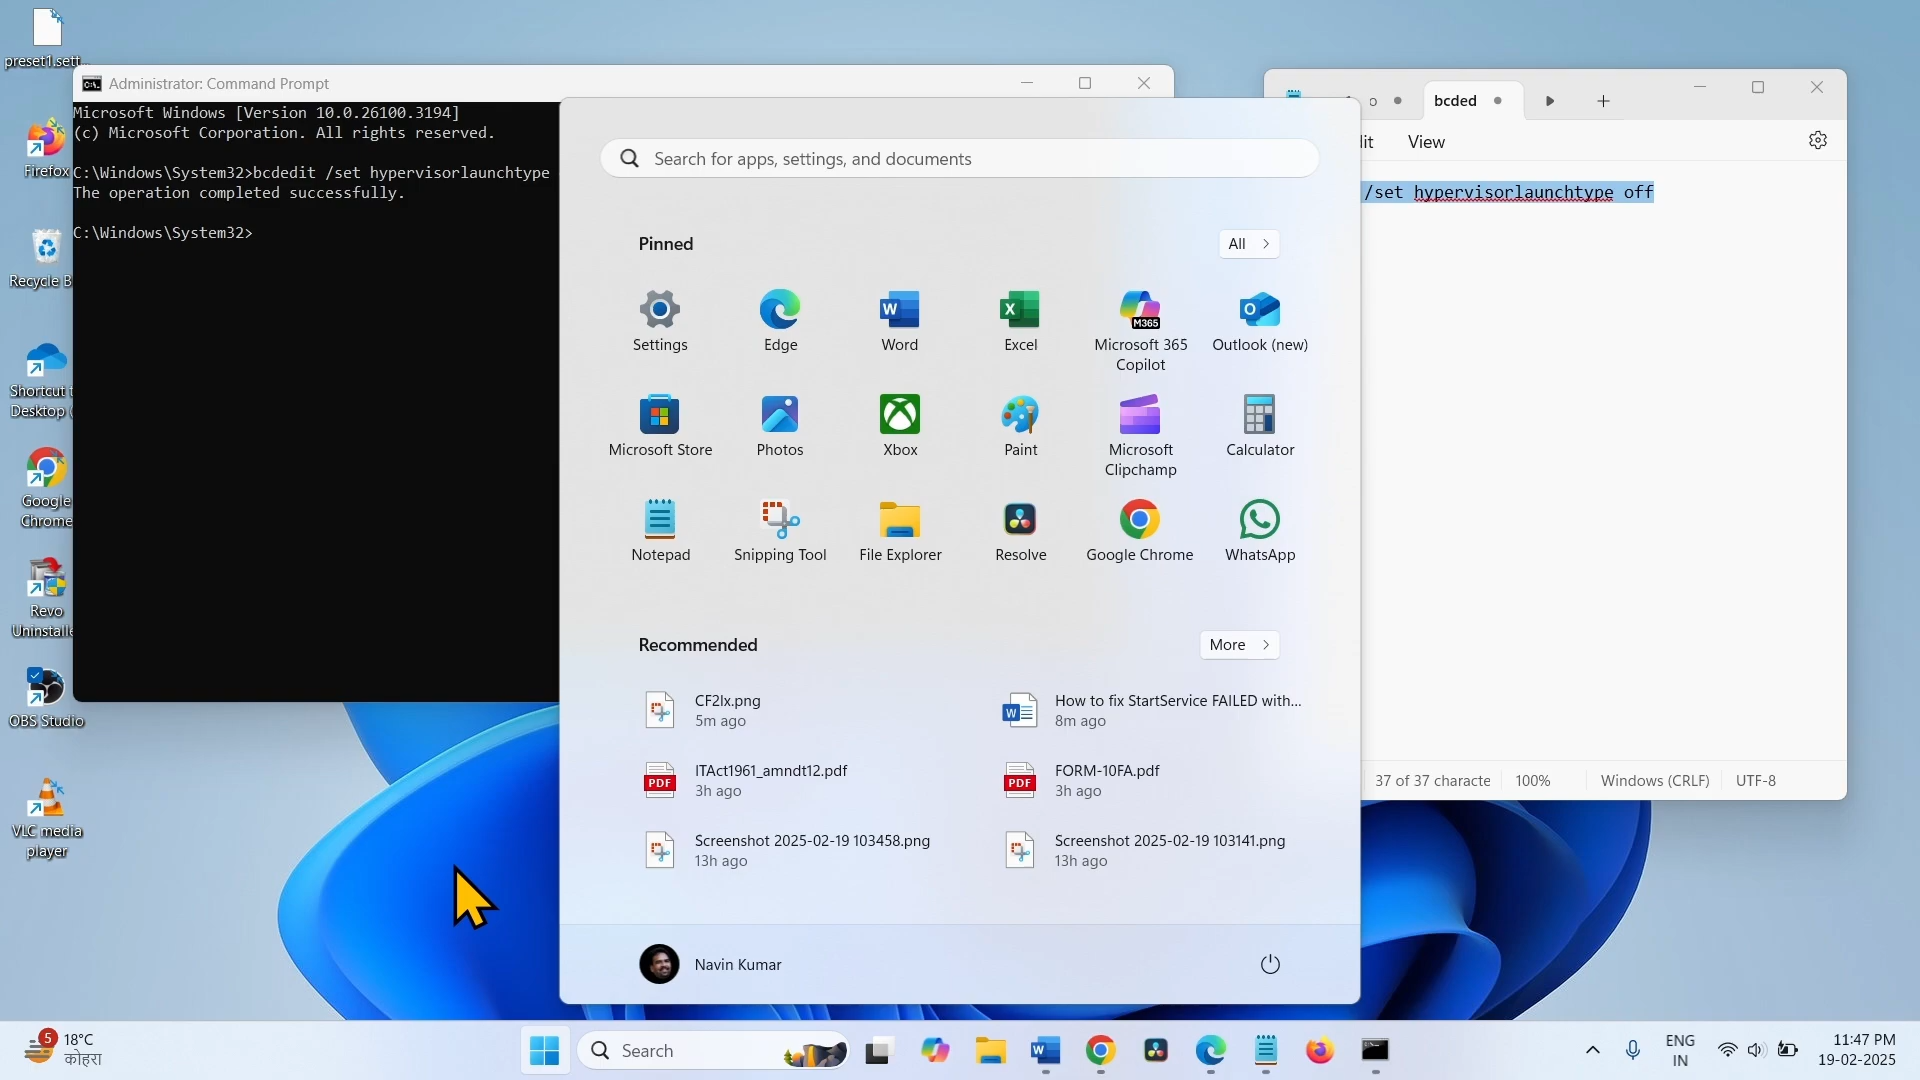 preset1.sett...
Firefox
Recycle B
Shortcut t
Desktop (
Google
Chrome
Revo
Uninstalle
OBS Studio
VLC media
player
Administrator: Command Prompt
Microsoft Windows [Version 10.0.26100.3194]
(c) Microsoft Corporation. All rights reserved.
C:\Windows\System32>bcdedit /set hypervisorlaunchtype
The operation completed successfully.
C:\Windows\System32>
Search for apps, settings, and documents
Pinned
All
Settings
Edge
Word
Excel
M365
Microsoft 365
Copilot
Outlook (new)
Microsoft Store
Photos
Xbox
Paint
Microsoft
Clipchamp
Calculator
Notepad
Snipping Tool
File Explorer
Resolve
Google Chrome
WhatsApp
Recommended
More
CF2lx.png
5m ago
How to fix StartService FAILED with...
8m ago
PDF
ITAct1961_amndt12.pdf
3h ago
PDF
FORM-10FA.pdf
3h ago
Screenshot 2025-02-19 103458.png
13h ago
Screenshot 2025-02-19 103141.png
13h ago
Navin Kumar
o
bcded
dit
View
/set hypervisorlaunchtype off
37 of 37 characte
100%
Windows (CRLF)
UTF-8
5
18°C
कोहरा
Search
ENG
IN
11:47 PM
19-02-2025